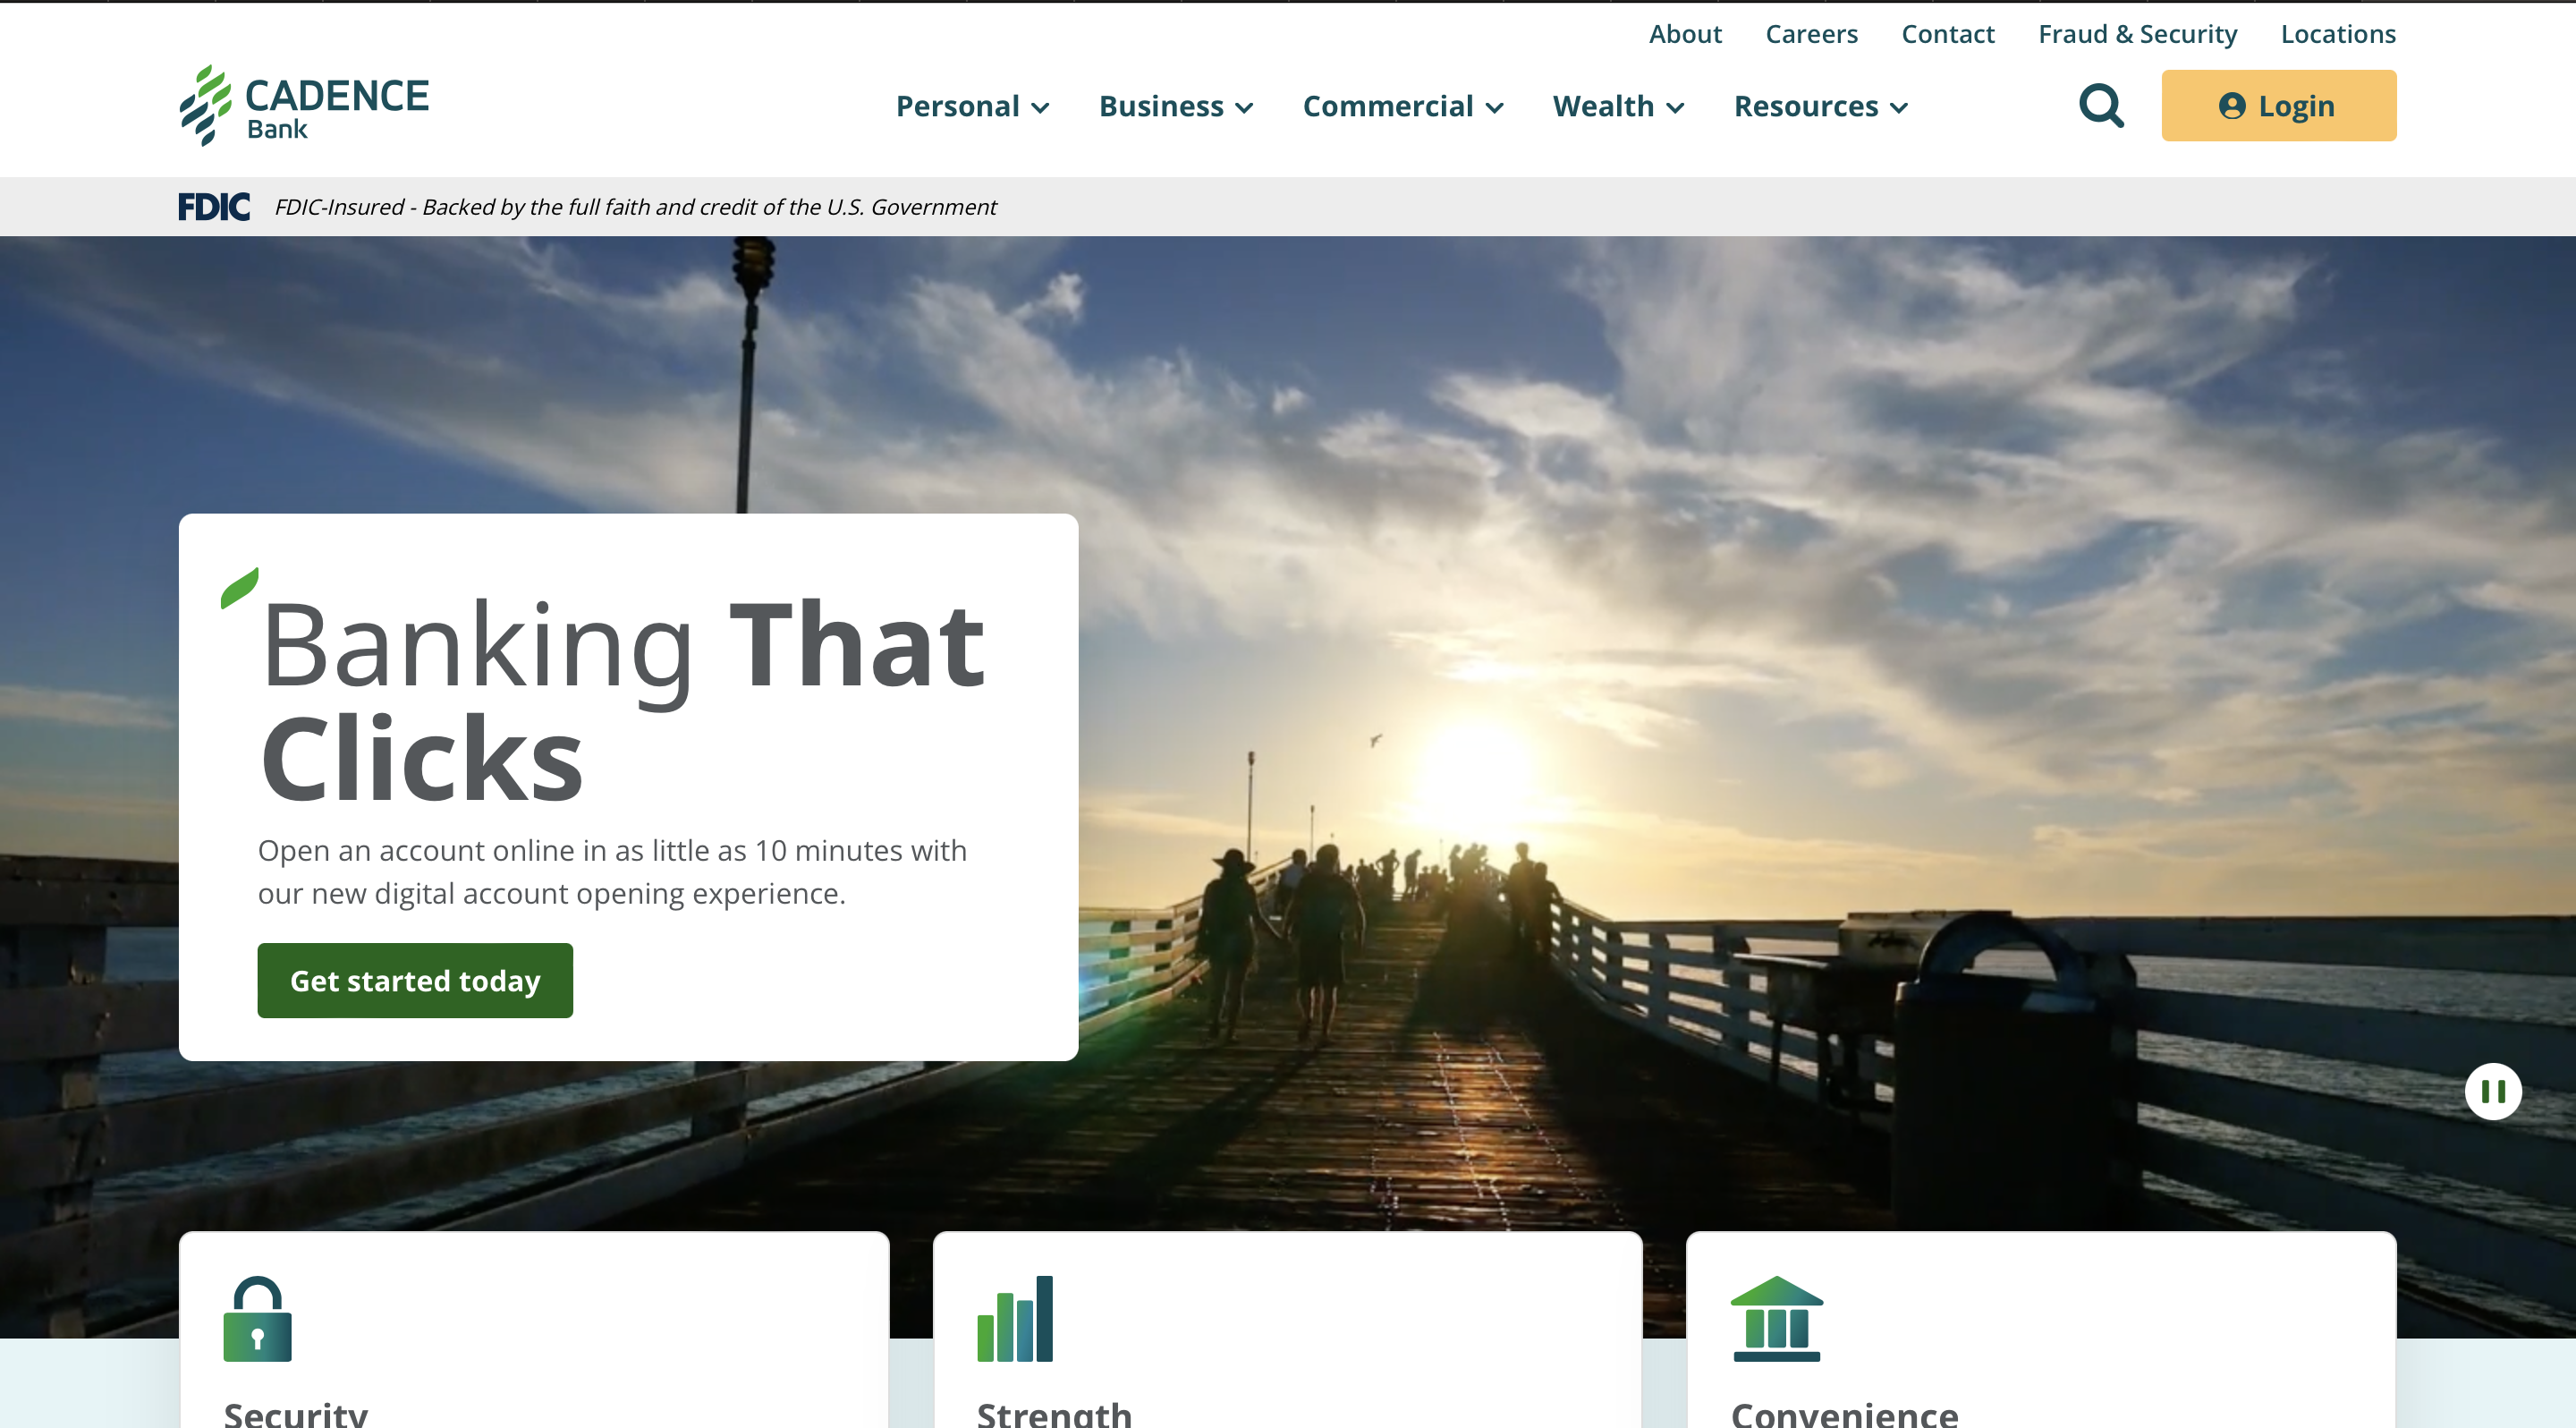 About Careers Contact Fraud & Security Locations
CADENCE
Bank
Personal Business Commercial Wealth Resources Login
FDIC FDIC-Insured - Backed by the full faith and credit of the U.S. Government
Banking That
Clicks
Open an account online in as little as 10 minutes with
our new digital account opening experience.
Get started today
Security Strength Convenience